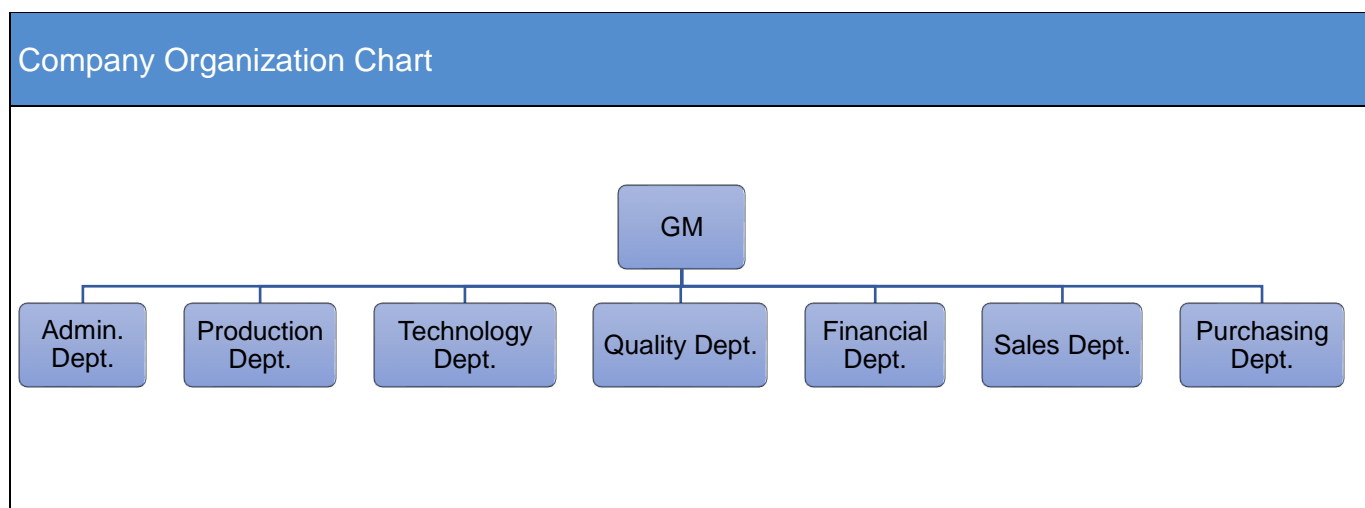 Company Organization Chart
GM
Admin.
Dept.
Production
Dept.
Technology
Dept.
Quality Dept.
Financial
Dept.
Sales Dept.
Purchasing
Dept.